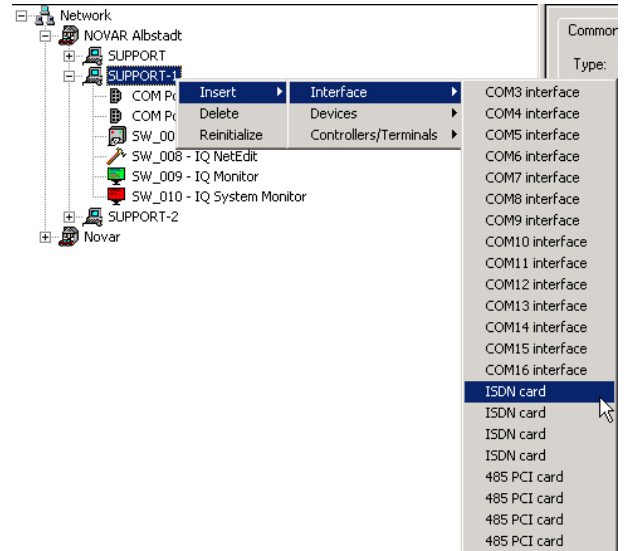 Network
NOVAR Albstadt
SUPPORT
SUPPORT-1
COM Po
COM Po
SW_00
SW_008 - IQ NetEdit
SW_009 - IQ Monitor
SW_010 - IQ System Monitor
SUPPORT-2
Novar
Insert
Delete
Reinitialize
Interface
Devices
Controllers/Terminals
COM3 interface
COM4 interface
COM5 interface
COM6 interface
COM7 interface
COM8 interface
COM9 interface
COM10 interface
COM11 interface
COM12 interface
COM13 interface
COM14 interface
COM15 interface
COM16 interface
ISDN card
ISDN card
ISDN card
ISDN card
485 PCI card
485 PCI card
485 PCI card
485 PCI card
Common
Type: